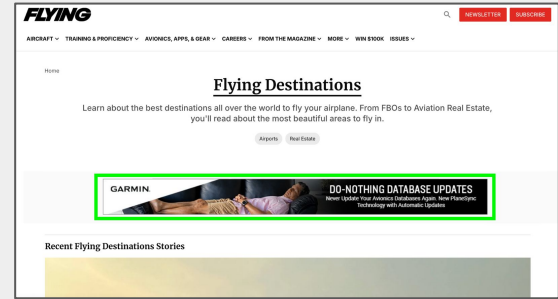 FLYING
NEWSLETTER
SUBSCRIBE
AIRCRAFT
TRAINING & PROFICIENCY
AVIONICS, APPS, & GEAR
CAREERS
FROM THE MAGAZINE
MORE
WIN $100K
ISSUES
Home
Flying Destinations
Learn about the best destinations all over the world to fly your airplane. From FBOs to Aviation Real Estate,
you'll read about the most beautiful areas to fly in.
Airports
Real Estate
GARMIN.
DO-NOTHING DATABASE UPDATES
Never Update Your Avionics Databases Again. New PlaneSync
Technology with Automatic Updates
Recent Flying Destinations Stories